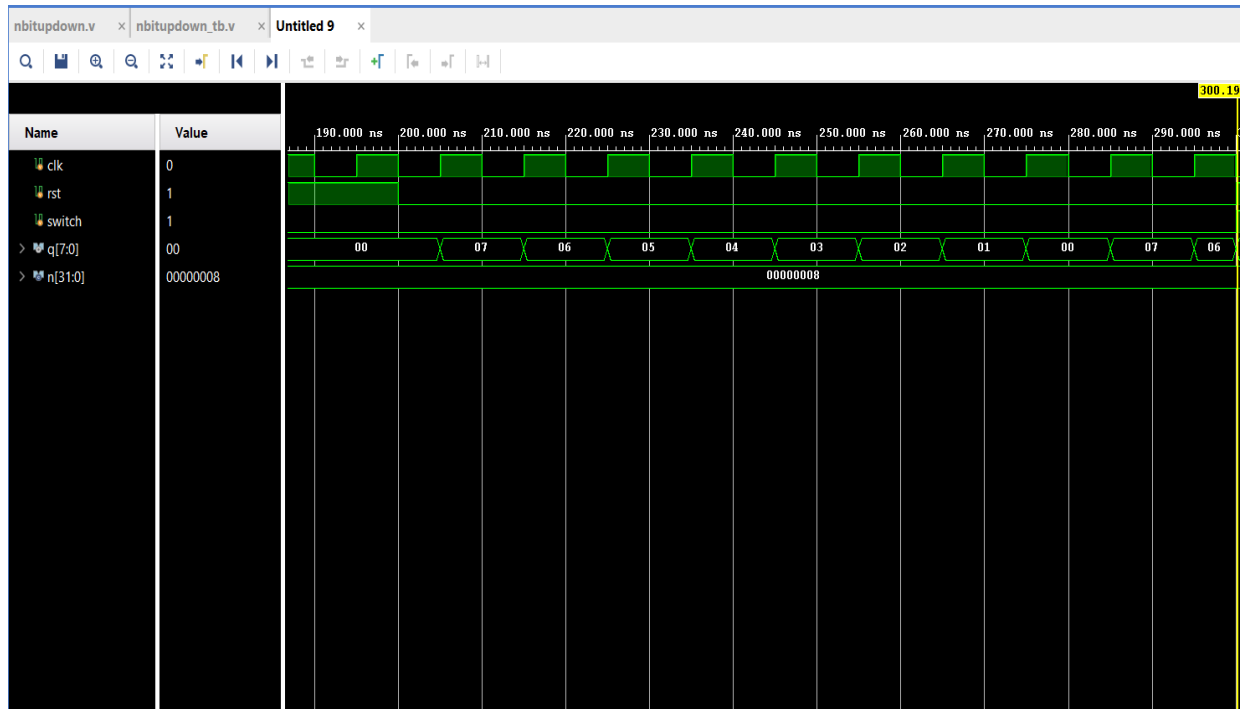 nbitupdown.v × nbitupdown_tb.v × Untitled 9 ×
300.19
Name Value
190.000 ns 200.000 ns 210.000 ns 220.000 ns 230.000 ns 240.000 ns 250.000 ns 260.000 ns 270.000 ns 280.000 ns 290.000 ns
clk 0
rst 1
switch 1
q[7:0] 00 00 07 06 05 04 03 02 01 00 07 06
n[31:0] 00000008 00000008